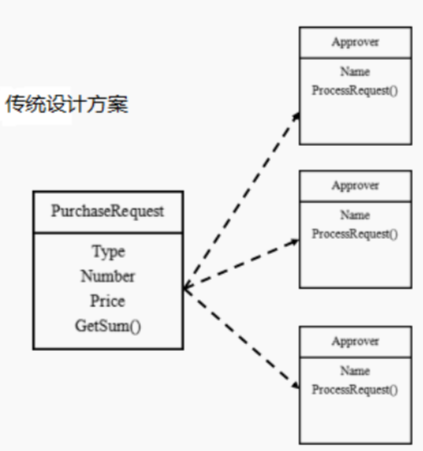 传统设计方案
PurchaseRequest
Type
Number
Price
GetSum()
Approver
Name
ProcessRequest()
Approver
Name
ProcessRequest()
Approver
Name
ProcessRequest()